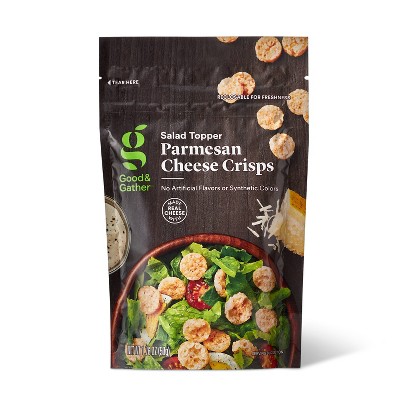 TEAR HERE
RECLOSABLE FOR FRESHNESS
Salad Topper
Parmesan
Cheese Crisps
Good&
Gather
No Artificial Flavors or Synthetic Colors
MADE
REAL
CHEESE
WITH